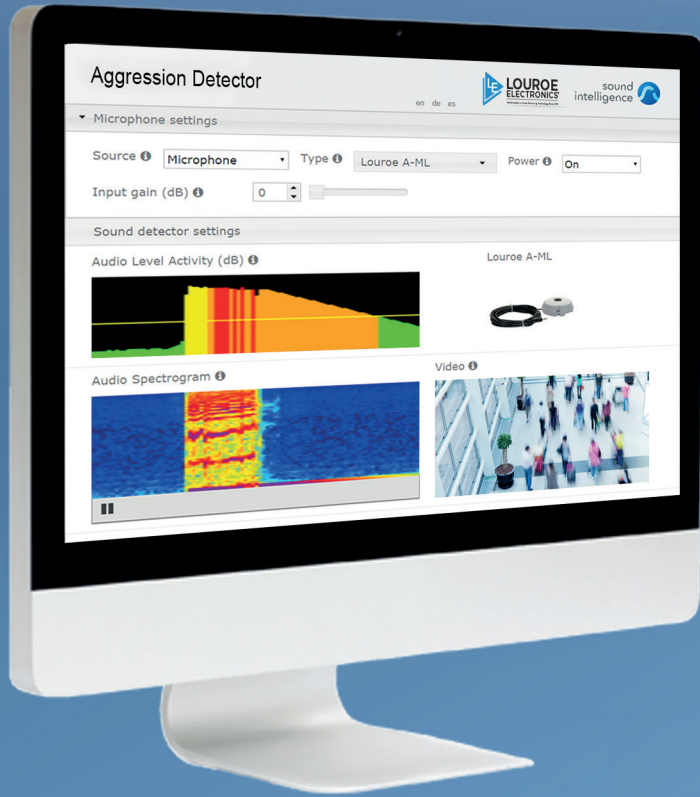 Aggression Detector
LE
LOUROE
ELECTRONICS
sound
intelligence
en de es
Microphone settings
Source Microphone Type Louroe A-ML Power On
Input gain (dB) 0
Sound detector settings
Audio Level Activity (dB)
Louroe A-ML
Audio Spectrogram
Video